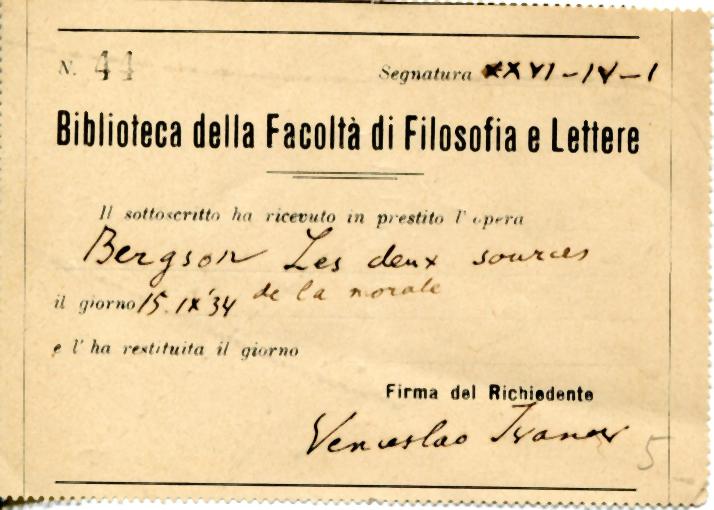 N. 44 Segnatura XXVI-IV-1
Biblioteca della Facoltà di Filosofia e Lettere
Il sottoscritto ha ricevuto in prestito l'opera
Bergson Les deux sources
de la morale
il giorno 15.IX'34
e l'ha restituita il giorno
Firma del Richiedente
Venceslao Ivanov
5